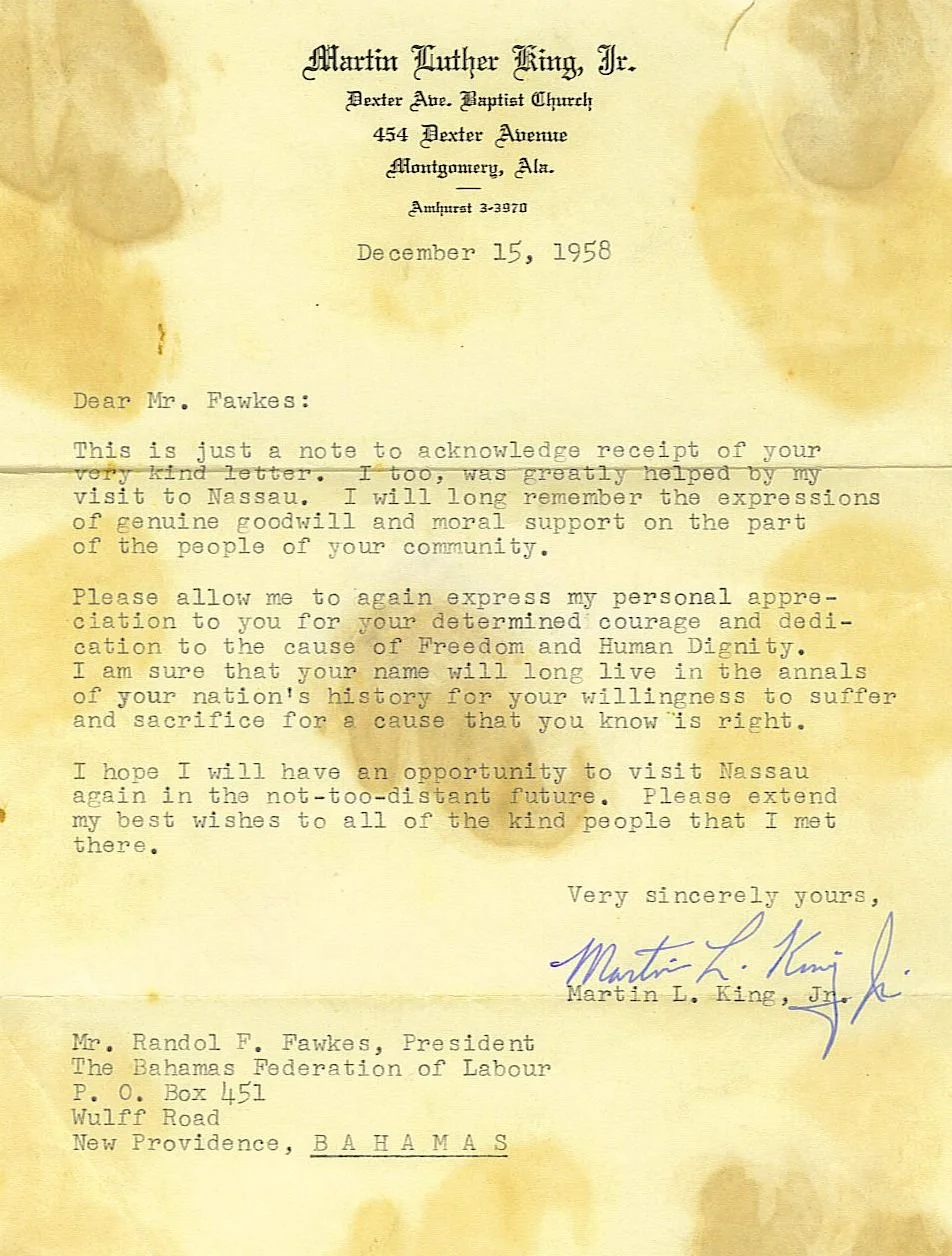 Martin Luther King, Jr.
Dexter Ave. Baptist Church
454 Dexter Avenue
Montgomery, Ala.
Amhurst 3-3970
December 15, 1958
Dear Mr. Fawkes:
This is just a note to acknowledge receipt of your
very kind letter. I too, was greatly helped by my
visit to Nassau. I will long remember the expressions
of genuine goodwill and moral support on the part
of the people of your community.
Please allow me to again express my personal appre-
ciation to you for your determined courage and dedi-
cation to the cause of Freedom and Human Dignity.
I am sure that your name will long live in the annals
of your nation's history for your willingness to suffer
and sacrifice for a cause that you know is right.
I hope I will have an opportunity to visit Nassau
again in the not-too-distant future. Please extend
my best wishes to all of the kind people that I met
there.
Very sincerely yours,
Martin L. King Jr.
Martin L. King, Jr.
Mr. Randol F. Fawkes, President
The Bahamas Federation of Labour
P. O. Box 451
Wulff Road
New Providence, B A H A M A S